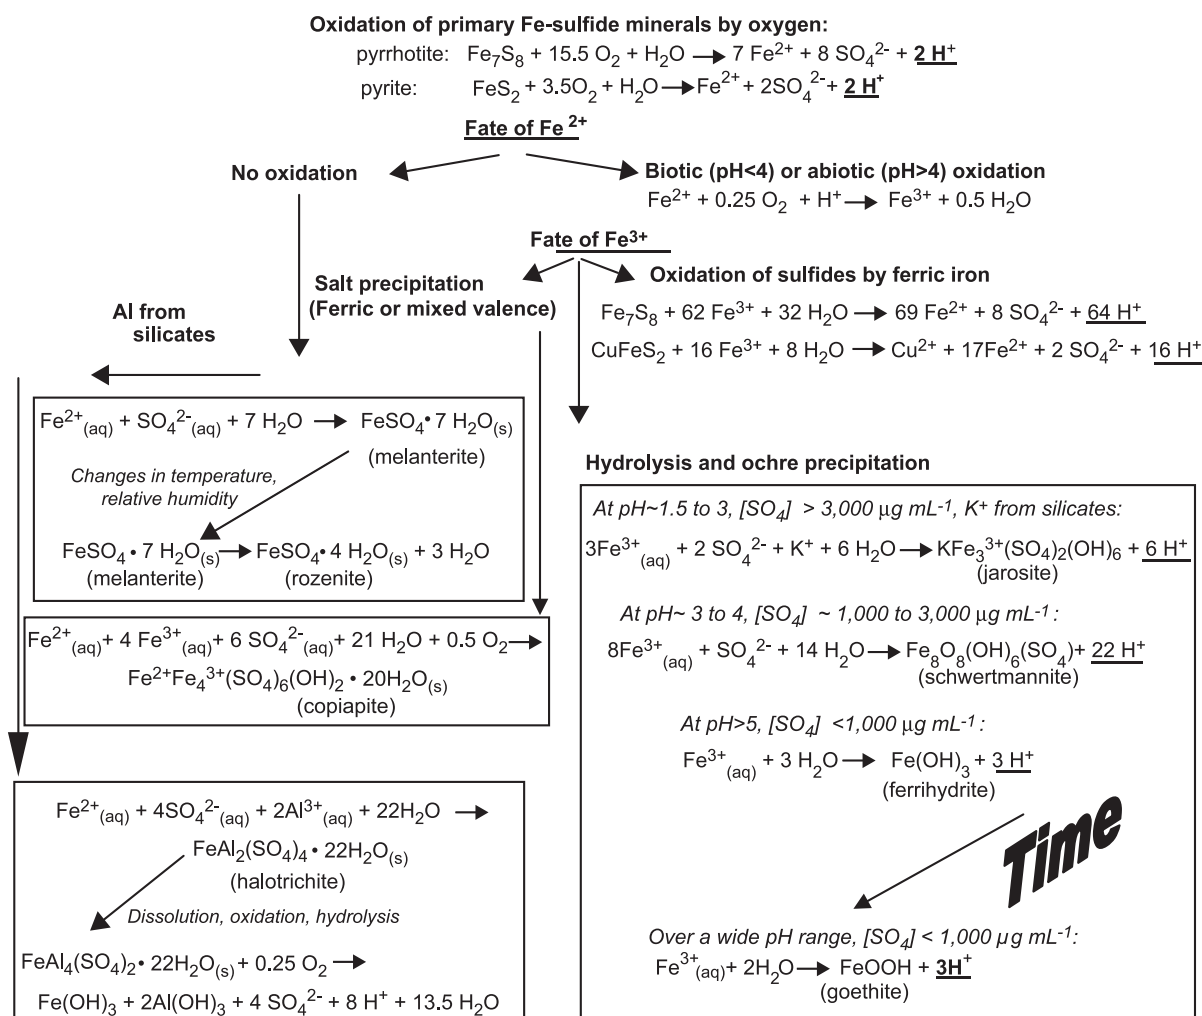 Oxidation of primary Fe-sulfide minerals by oxygen:
pyrrhotite: Fe₇S₈ + 15.5 O₂ + H₂O → 7 Fe²⁺ + 8 SO₄²⁻ + 2 H⁺
pyrite: FeS₂ + 3.5O₂ + H₂O → Fe²⁺ + 2SO₄²⁻ + 2 H⁺
Fate of Fe²⁺
No oxidation
Biotic (pH<4) or abiotic (pH>4) oxidation
Fe²⁺ + 0.25 O₂ + H⁺ → Fe³⁺ + 0.5 H₂O
Fate of Fe³⁺
Salt precipitation
(Ferric or mixed valence)
Oxidation of sulfides by ferric iron
Fe₇S₈ + 62 Fe³⁺ + 32 H₂O → 69 Fe²⁺ + 8 SO₄²⁻ + 64 H⁺
CuFeS₂ + 16 Fe³⁺ + 8 H₂O → Cu²⁺ + 17Fe²⁺ + 2 SO₄²⁻ + 16 H⁺
Al from
silicates
Fe²⁺(aq) + SO₄²⁻(aq) + 7 H₂O → FeSO₄• 7 H₂O(s)
(melanterite)
Changes in temperature,
relative humidity
FeSO₄• 7 H₂O(s) → FeSO₄• 4 H₂O(s) + 3 H₂O
(melanterite) (rozenite)
Fe²⁺(aq) + 4 Fe³⁺(aq) + 6 SO₄²⁻(aq) + 21 H₂O + 0.5 O₂ →
Fe²⁺Fe₄³⁺(SO₄)₆(OH)₂ • 20H₂O(s)
(copiapite)
Fe²⁺(aq) + 4SO₄²⁻(aq) + 2Al³⁺(aq) + 22H₂O →
FeAl₂(SO₄)₄• 22H₂O(s)
(halotrichite)
Dissolution, oxidation, hydrolysis
FeAl₄(SO₄)₂• 22H₂O(s) + 0.25 O₂ →
Fe(OH)₃ + 2Al(OH)₃ + 4 SO₄²⁻ + 8 H⁺ + 13.5 H₂O
Hydrolysis and ochre precipitation
At pH~1.5 to 3, [SO₄] > 3,000 µg mL⁻¹, K⁺ from silicates:
3Fe³⁺(aq) + 2 SO₄²⁻ + K⁺ + 6 H₂O → KFe₃³⁺(SO₄)₂(OH)₆ + 6 H⁺
(jarosite)
At pH~ 3 to 4, [SO₄] ~ 1,000 to 3,000 µg mL⁻¹ :
8Fe³⁺(aq) + SO₄²⁻ + 14 H₂O → Fe₈O₈(OH)₆(SO₄) + 22 H⁺
(schwertmannite)
At pH>5, [SO₄] <1,000 µg mL⁻¹ :
Fe³⁺(aq) + 3 H₂O → Fe(OH)₃ + 3 H⁺
(ferrihydrite)
Time
Over a wide pH range, [SO₄] < 1,000 µg mL⁻¹:
Fe³⁺(aq) + 2H₂O → FeOOH + 3H⁺
(goethite)